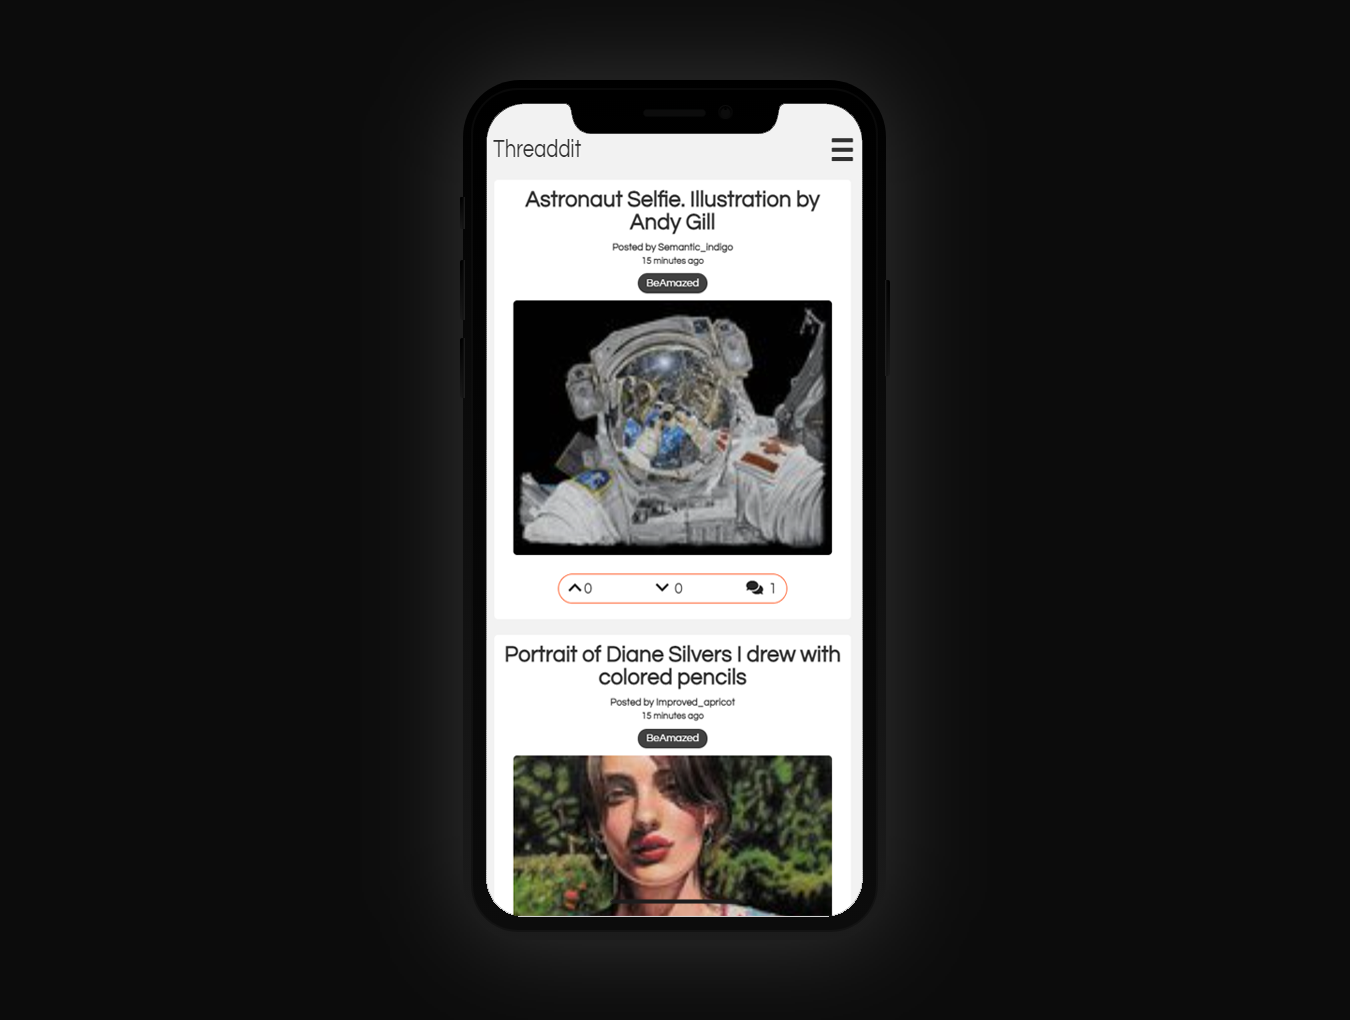 Threaddit
Astronaut Selfie. Illustration by
Andy Gill
Posted by Semantic_indigo
15 minutes ago
BeAmazed
0
0
1
Portrait of Diane Silvers I drew with
colored pencils
Posted by Improved_apricot
15 minutes ago
BeAmazed